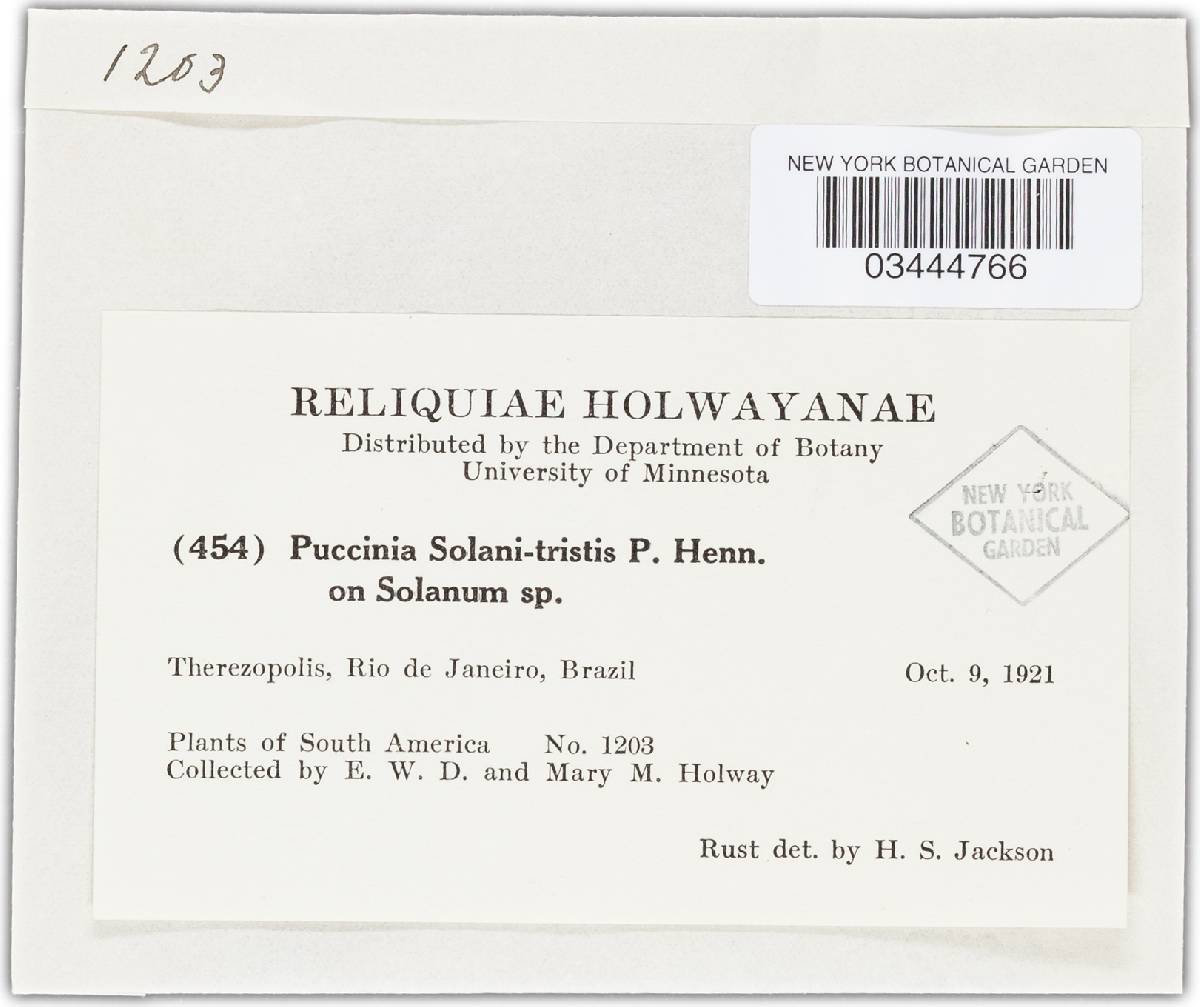 1203
NEW YORK BOTANICAL GARDEN
03444766
RELIQUIAE HOLWAYANAE
Distributed by the Department of Botany
University of Minnesota
NEW YORK
BOTANICAL
GARDEN
(454) Puccinia Solani-tristis P. Henn.
on Solanum sp.
Therezopolis, Rio de Janeiro, Brazil Oct. 9, 1921
Plants of South America No. 1203
Collected by E. W. D. and Mary M. Holway
Rust det. by H. S. Jackson